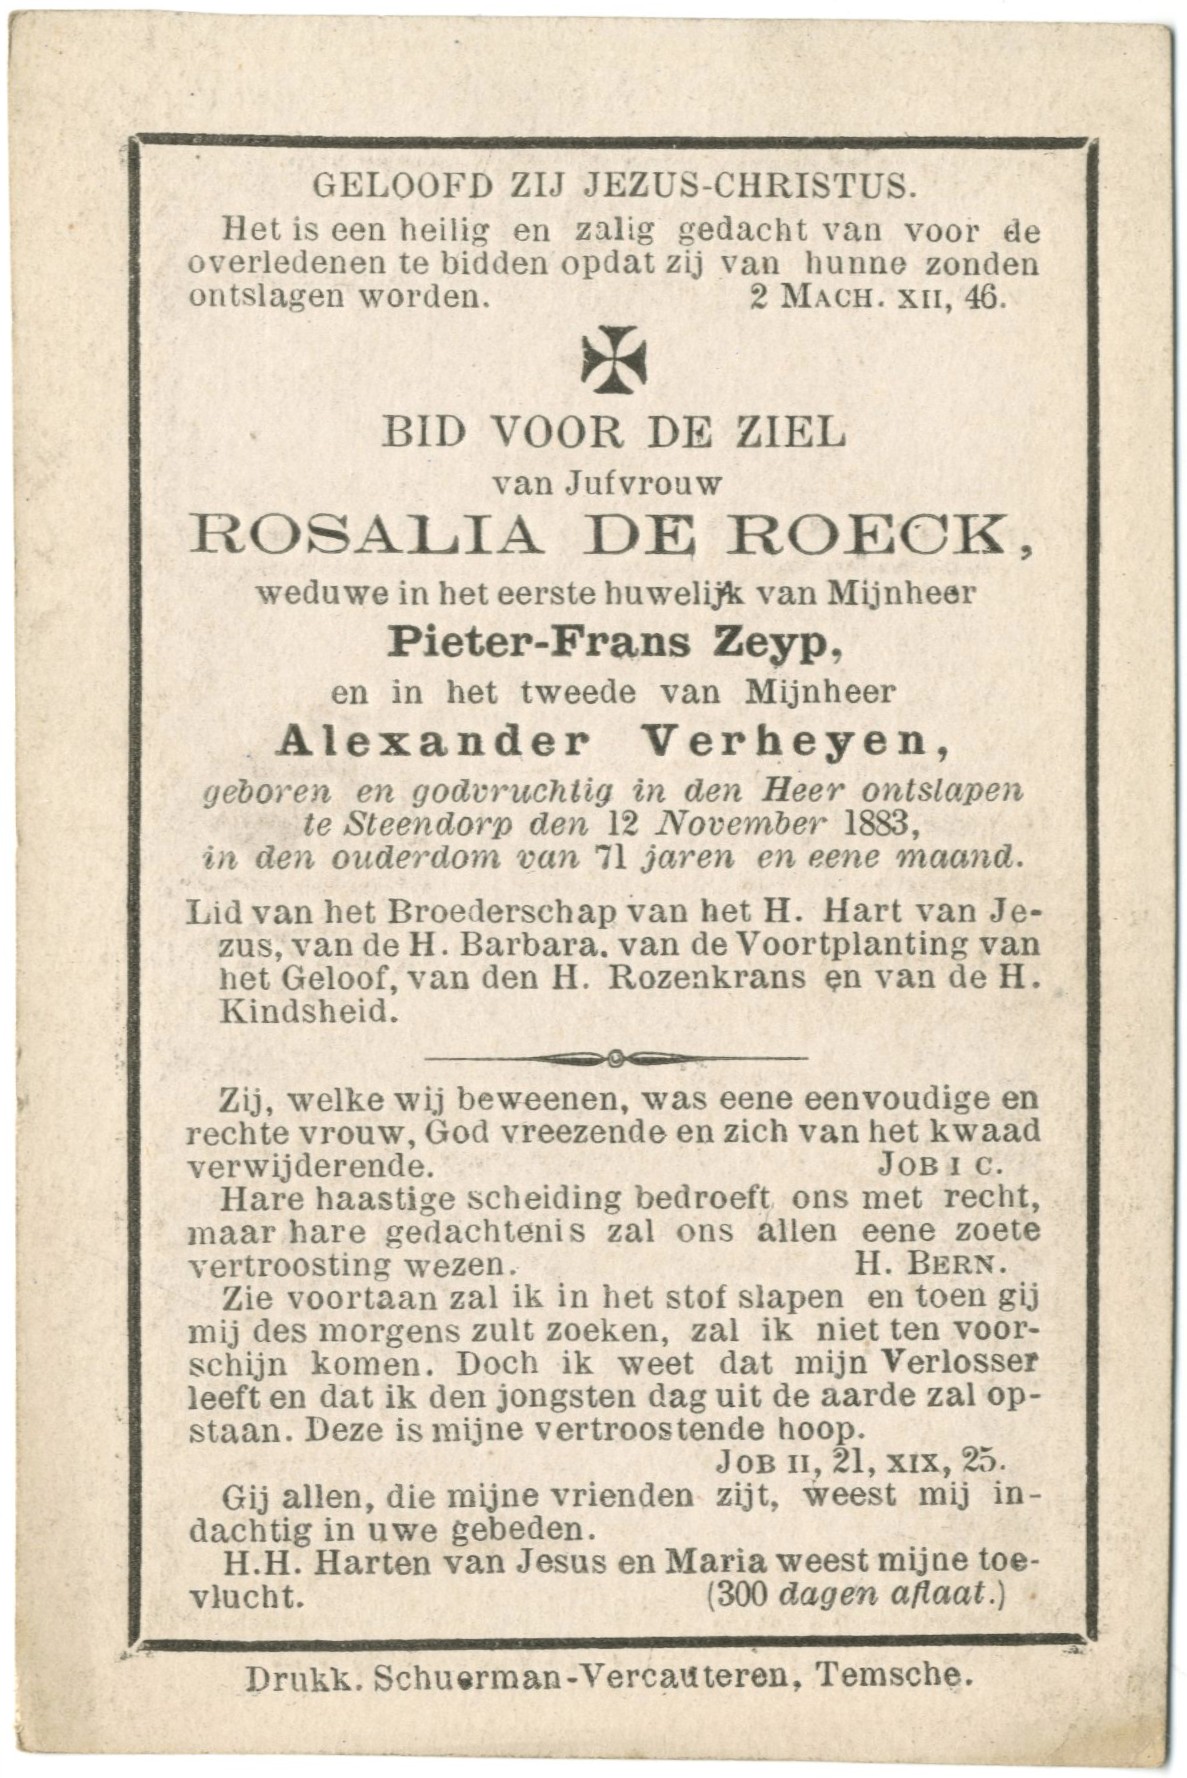 GELOOFD ZIJ JEZUS-CHRISTUS.
Het is een heilig en zalig gedacht van voor de
overledenen te bidden opdat zij van hunne zonden
ontslagen worden. 2 MACH. XII, 46.
BID VOOR DE ZIEL
van Jufvrouw
ROSALIA DE ROECK,
weduwe in het eerste huwelijk van Mijnheer
Pieter-Frans Zeyp,
en in het tweede van Mijnheer
Alexander Verheyen,
geboren en godvruchtig in den Heer ontslapen
te Steendorp den 12 November 1883,
in den ouderdom van 71 jaren en eene maand.
Lid van het Broederschap van het H. Hart van Je-
zus, van de H. Barbara. van de Voortplanting van
het Geloof, van den H. Rozenkrans en van de H.
Kindsheid.
Zij, welke wij beweenen, was eene eenvoudige en
rechte vrouw, God vreezende en zich van het kwaad
verwijderende. JOB I C.
Hare haastige scheiding bedroeft ons met recht,
maar hare gedachtenis zal ons allen eene zoete
vertroosting wezen. H. BERN.
Zie voortaan zal ik in het stof slapen en toen gij
mij des morgens zult zoeken, zal ik niet ten voor-
schijn komen. Doch ik weet dat mijn Verlosser
leeft en dat ik den jongsten dag uit de aarde zal op-
staan. Deze is mijne vertroostende hoop.
JOB II, 21, XIX, 25.
Gij allen, die mijne vrienden zijt, weest mij in-
dachtig in uwe gebeden.
H.H. Harten van Jesus en Maria weest mijne toe-
vlucht. (300 dagen aflaat.)
Drukk. Schuerman-Vercauteren, Temsche.